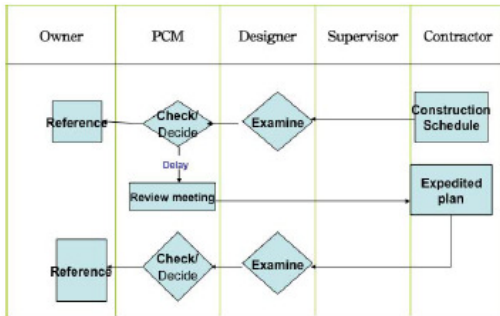 Owner PCM Designer Supervisor Contractor
Reference
Check/
Decide
Examine
Construction
Schedule
Delay
Review meeting
Expedited
plan
Reference
Check/
Decide
Examine